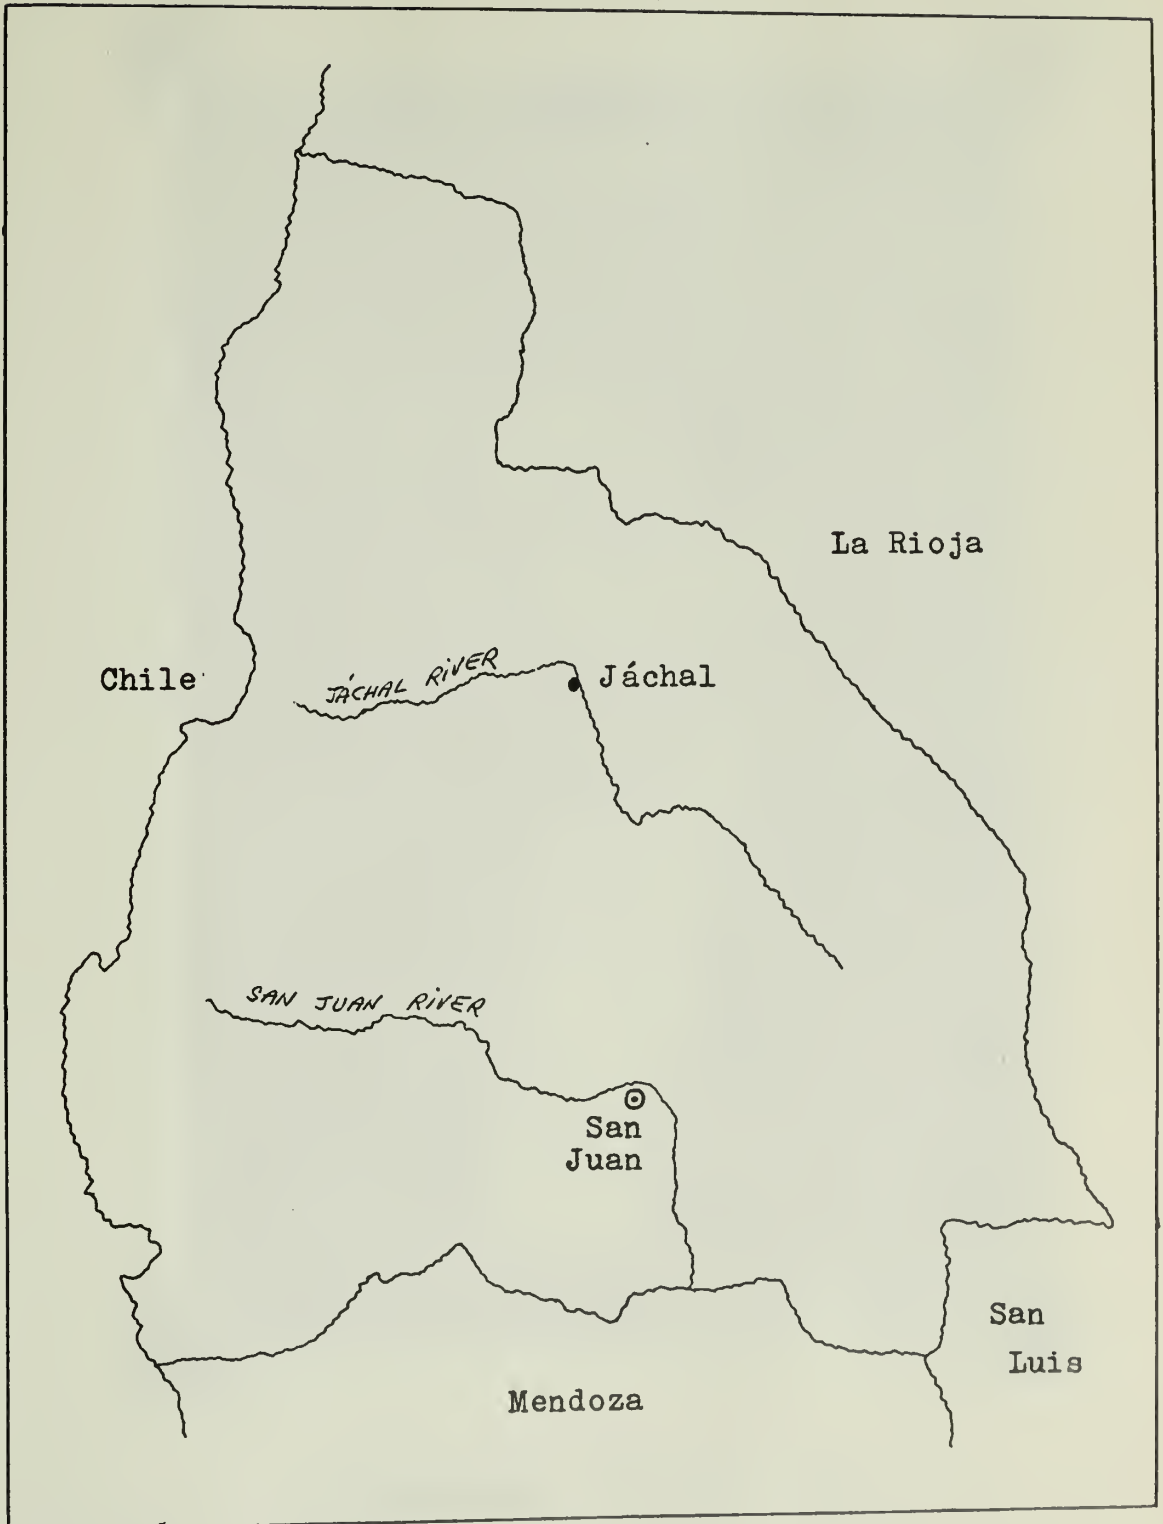 La Rioja
Chile
JÁCHAL RIVER
Jáchal
SAN JUAN RIVER
San
Juan
San
Luis
Mendoza